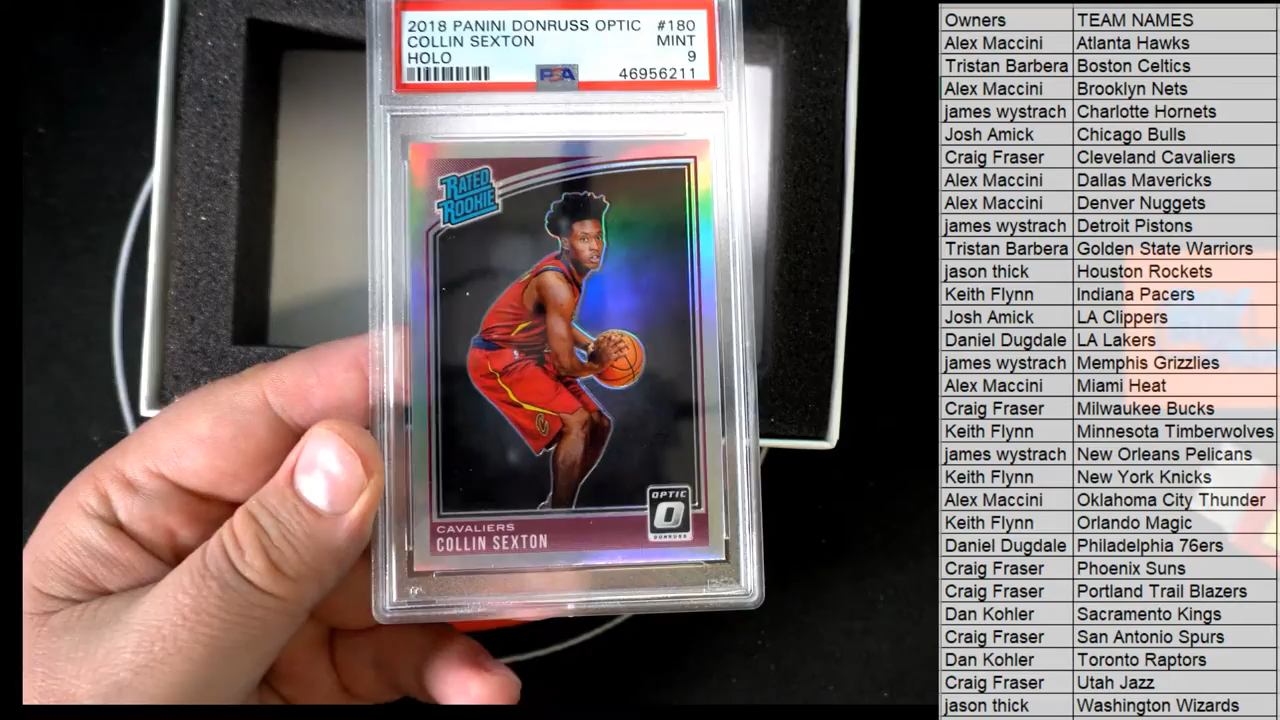 2018 PANINI DONRUSS OPTIC #180
COLLIN SEXTON MINT
HOLO 9
PSA 46956211
RATED
ROOKIE
OPTIC
DONRUSS
CAVALIERS
COLLIN SEXTON
Owners TEAM NAMES
Alex Maccini Atlanta Hawks
Tristan Barbera Boston Celtics
Alex Maccini Brooklyn Nets
james wystrach Charlotte Hornets
Josh Amick Chicago Bulls
Craig Fraser Cleveland Cavaliers
Alex Maccini Dallas Mavericks
Alex Maccini Denver Nuggets
james wystrach Detroit Pistons
Tristan Barbera Golden State Warriors
jason thick Houston Rockets
Keith Flynn Indiana Pacers
Josh Amick LA Clippers
Daniel Dugdale LA Lakers
james wystrach Memphis Grizzlies
Alex Maccini Miami Heat
Craig Fraser Milwaukee Bucks
Keith Flynn Minnesota Timberwolves
james wystrach New Orleans Pelicans
Keith Flynn New York Knicks
Alex Maccini Oklahoma City Thunder
Keith Flynn Orlando Magic
Daniel Dugdale Philadelphia 76ers
Craig Fraser Phoenix Suns
Craig Fraser Portland Trail Blazers
Dan Kohler Sacramento Kings
Craig Fraser San Antonio Spurs
Dan Kohler Toronto Raptors
Craig Fraser Utah Jazz
jason thick Washington Wizards